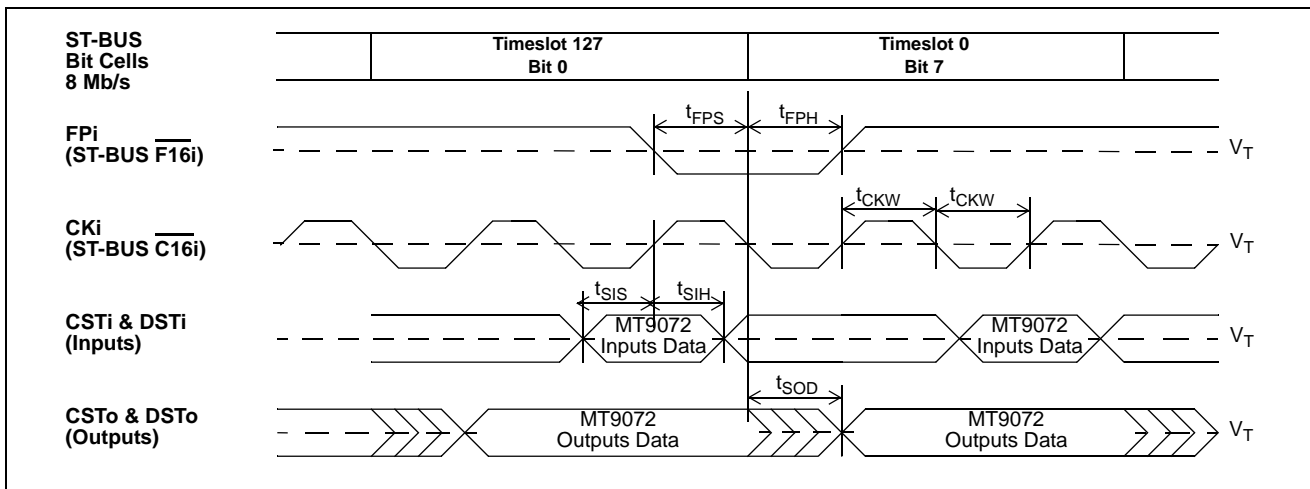 ST-BUS
Bit Cells
8 Mb/s
Timeslot 127
Bit 0
Timeslot 0
Bit 7
FPi
(ST-BUS F16i)
tFPS
tFPH
VT
CKi
(ST-BUS C16i)
tCKW
tCKW
VT
CSTi & DSTi
(Inputs)
tSIS
tSIH
MT9072
Inputs Data
MT9072
Inputs Data
VT
CSTo & DSTo
(Outputs)
tSOD
MT9072
Outputs Data
MT9072
Outputs Data
VT